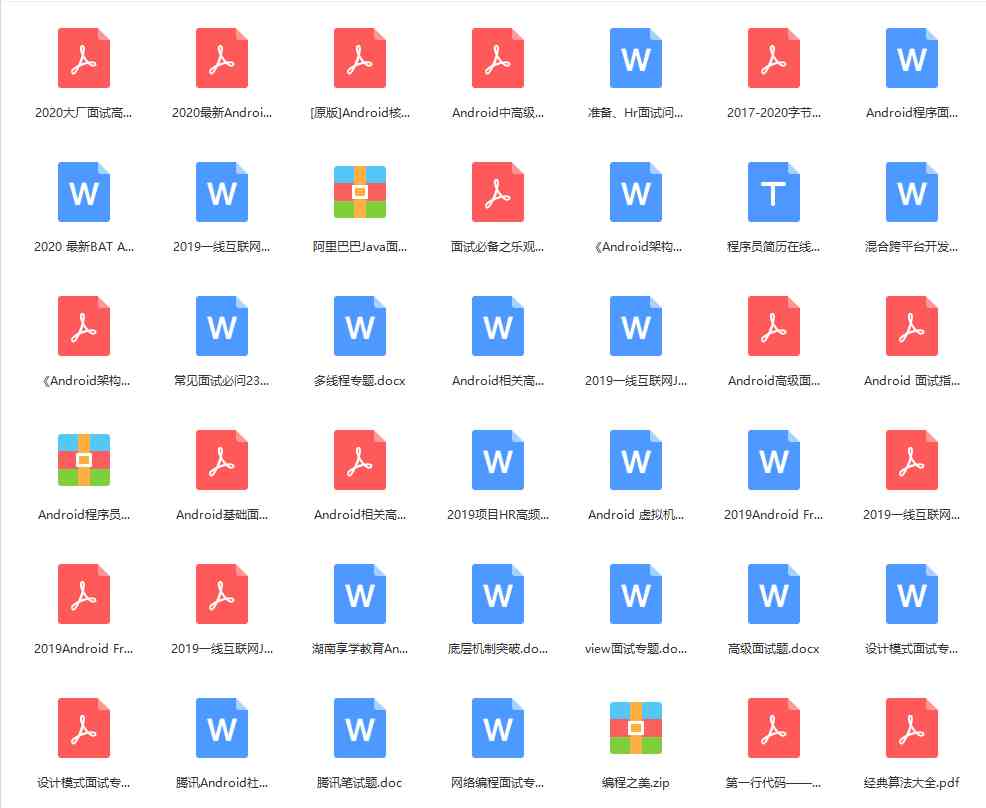 2020大厂面试高...
2020最新Androi...
[原版]Android核...
Android中高级...
准备、Hr面试问...
2017-2020字节...
Android程序面...
2020 最新BAT A...
2019一线互联网...
阿里巴巴Java面...
面试必备之乐观...
《Android架构...
程序员简历在线...
混合跨平台开发...
《Android架构...
常见面试必问23...
多线程专题.docx
Android相关高...
2019一线互联网J...
Android高级面...
Android 面试指...
Android程序员...
Android基础面...
Android相关高...
2019项目HR高频...
Android 虚拟机...
2019Android Fr...
2019一线互联网...
2019Android Fr...
2019一线互联网J...
湖南享学教育An...
底层机制突破.do...
view面试专题.do...
高级面试题.docx
设计模式面试专...
设计模式面试专...
腾讯Android社...
腾讯笔试题.doc
网络编程面试专...
编程之美.zip
第一行代码——...
经典算法大全.pdf